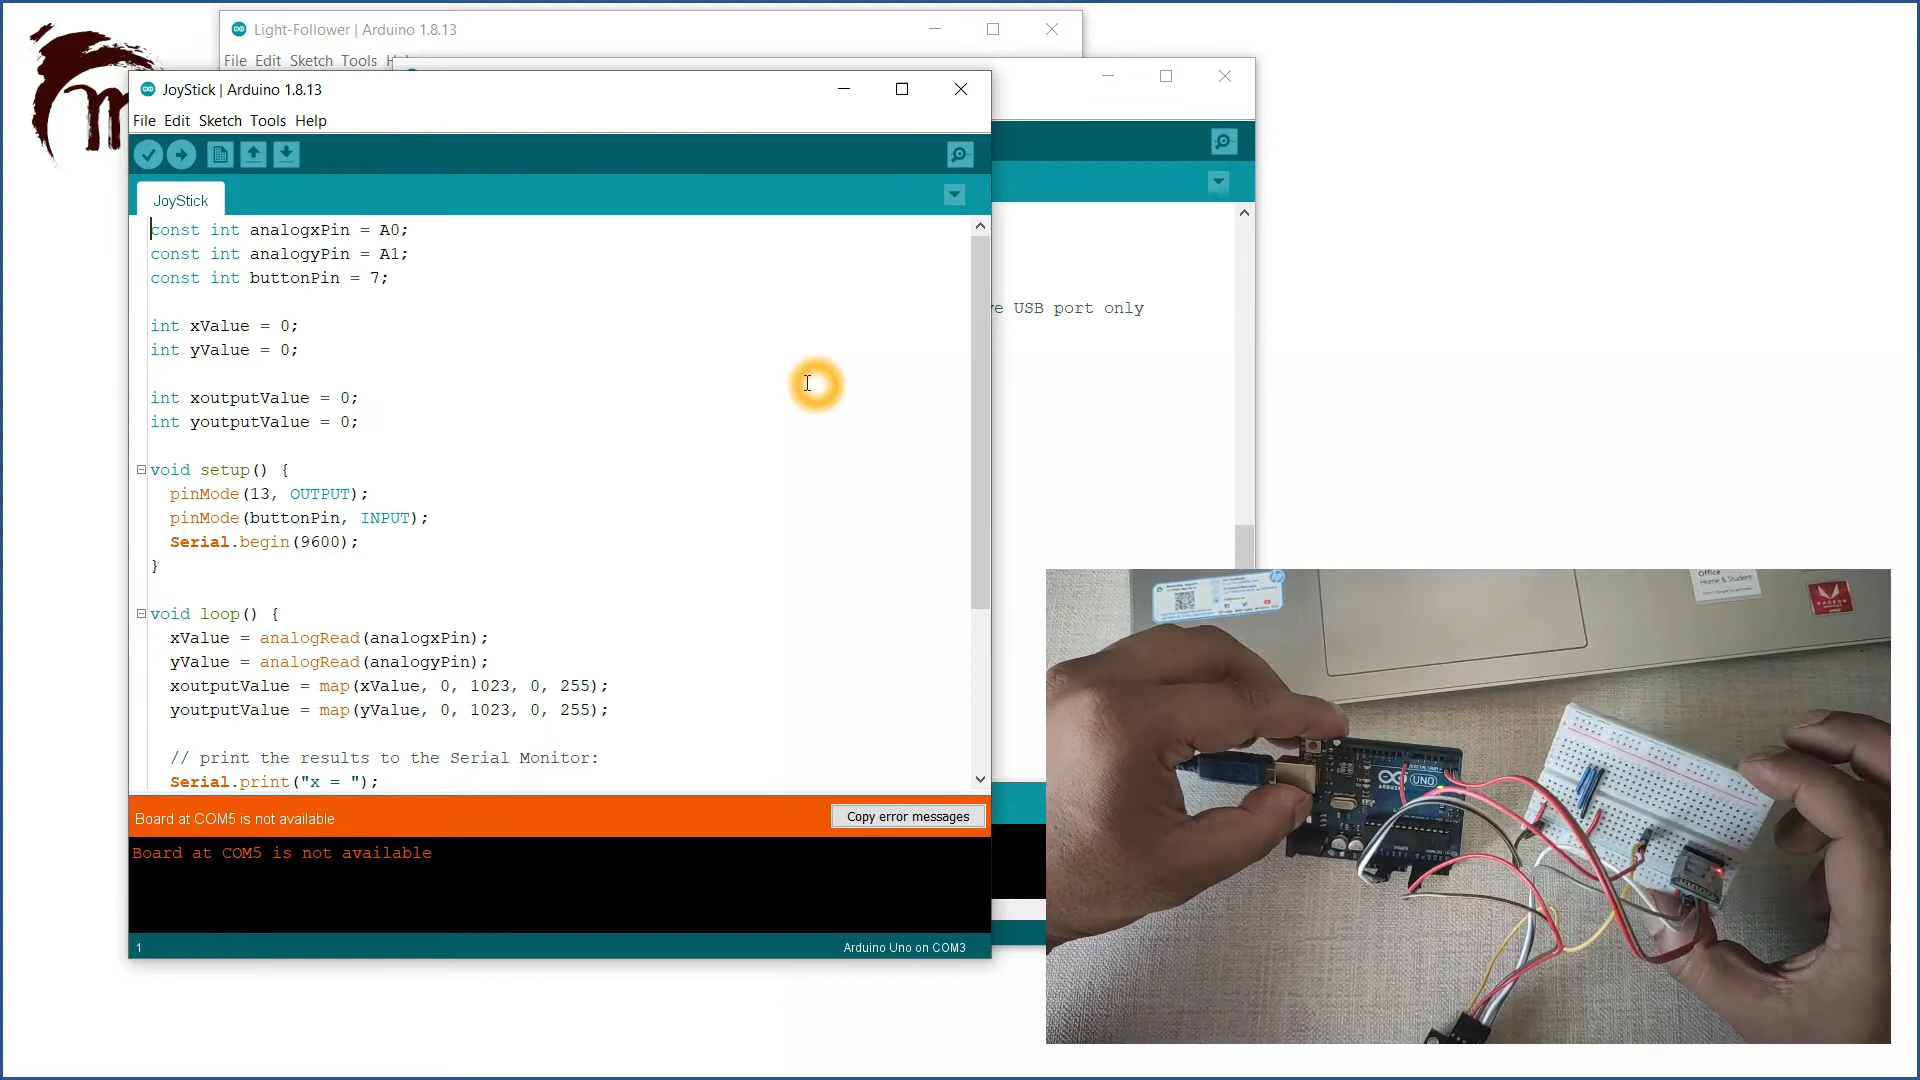 Light-Follower | Arduino 1.8.13
File Edit Sketch Tools
JoyStick | Arduino 1.8.13
File Edit Sketch Tools Help
JoyStick
const int analogxPin = A0;
const int analogyPin = A1;
const int buttonPin = 7;
int xValue = 0;
int yValue = 0;
int xoutputValue = 0;
int youtputValue = 0;
void setup() {
pinMode(13, OUTPUT);
pinMode(buttonPin, INPUT);
Serial.begin(9600);
}
void loop() {
xValue = analogRead(analogxPin);
yValue = analogRead(analogyPin);
xoutputValue = map(xValue, 0, 1023, 0, 255);
youtputValue = map(yValue, 0, 1023, 0, 255);
// print the results to the Serial Monitor:
Serial.print("x = ");
USB port only
Board at COM5 is not available
Copy error messages
Board at COM5 is not available
1
Arduino Uno on COM3
Office
Home & Student
hp
RADEON
UNO